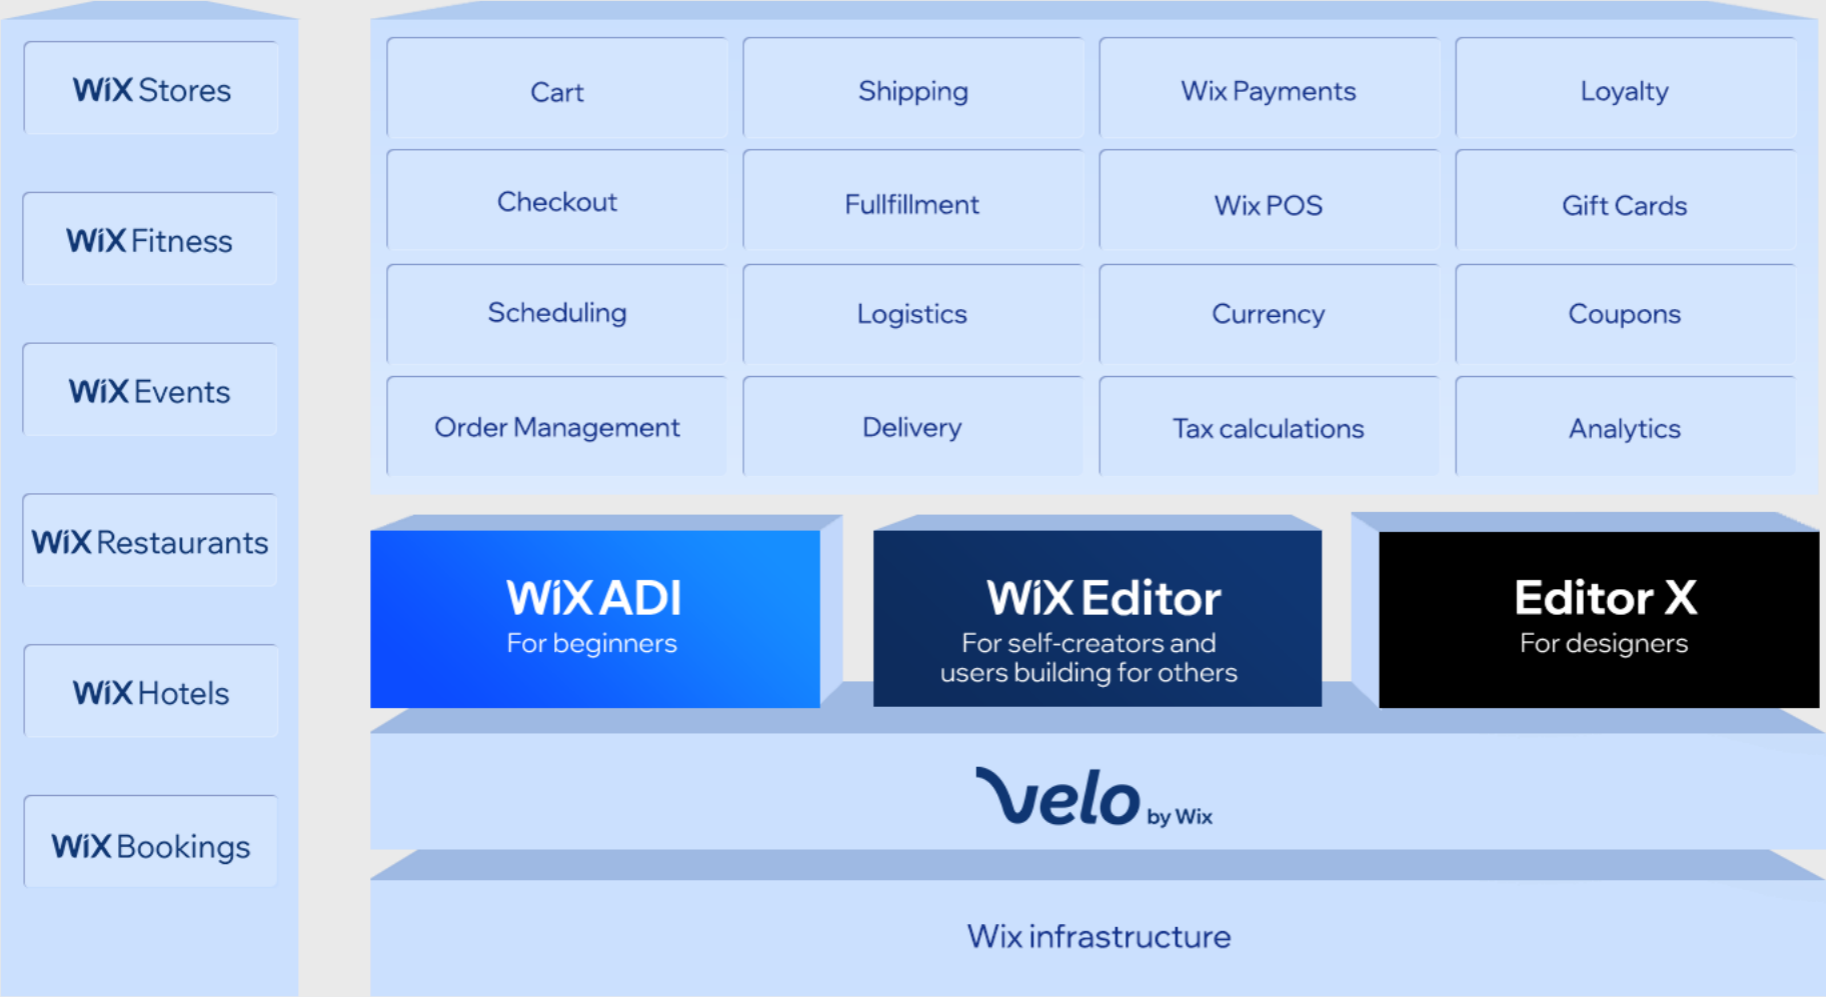 WiX Stores
WiX Fitness
WiX Events
WiX Restaurants
WiX Hotels
WiX Bookings
Cart
Shipping
Wix Payments
Loyalty
Checkout
Fullfillment
Wix POS
Gift Cards
Scheduling
Logistics
Currency
Coupons
Order Management
Delivery
Tax calculations
Analytics
WiX ADI
For beginners
WiX Editor
For self-creators and
users building for others
Editor X
For designers
Velo by Wix
Wix infrastructure